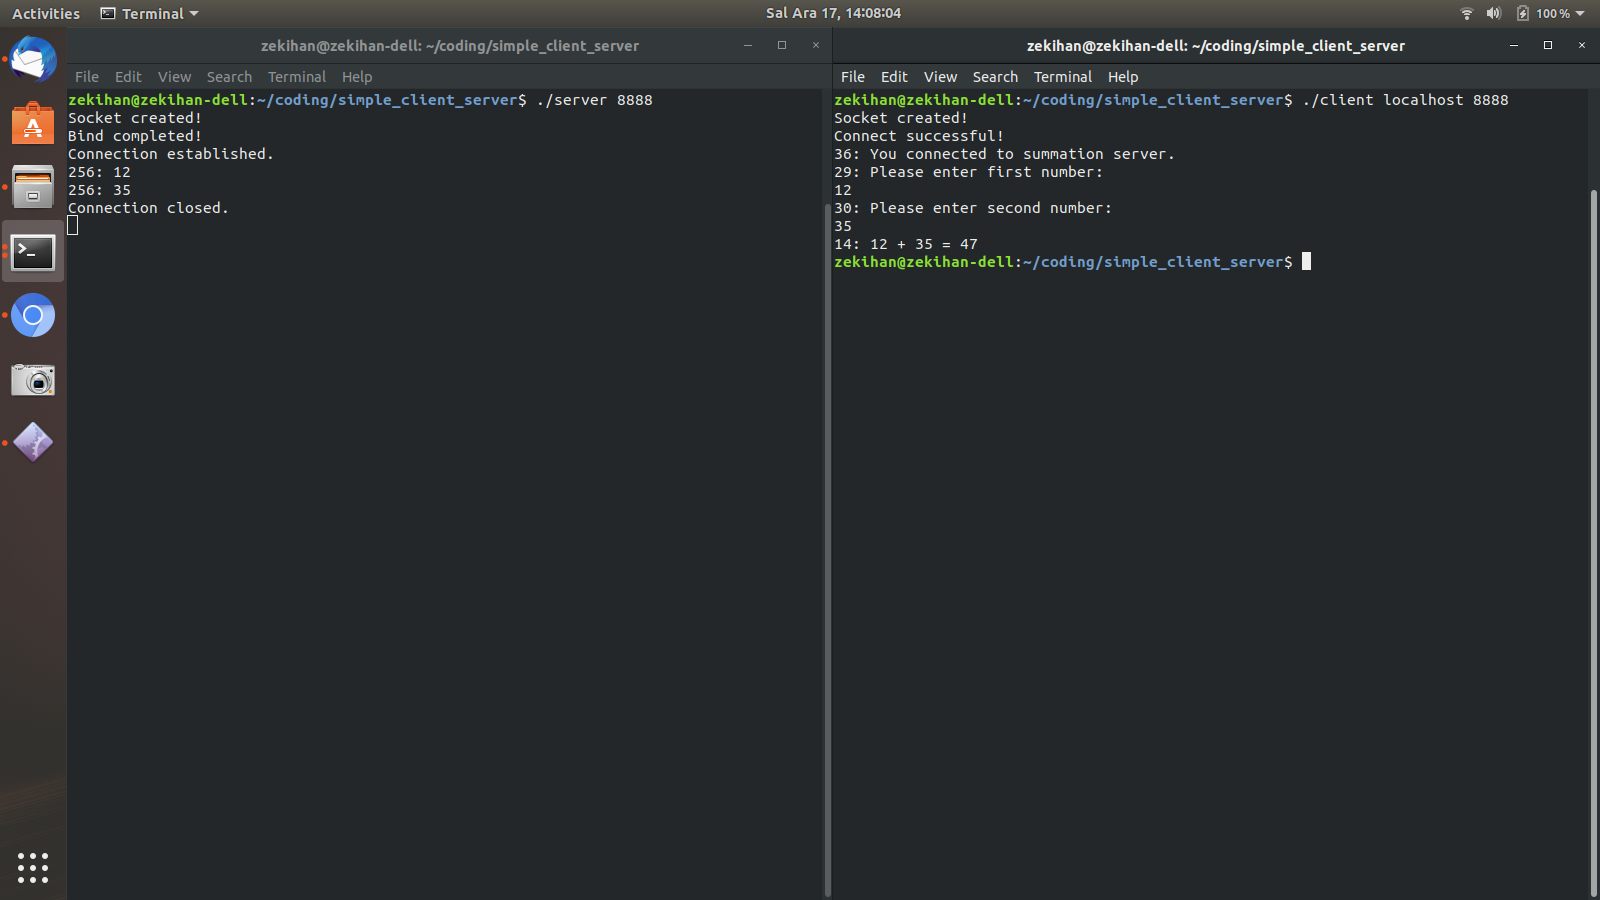 Activities Terminal Sal Ara 17, 14:08:04 100 %
zekihan@zekihan-dell: ~/coding/simple_client_server
File Edit View Search Terminal Help
zekihan@zekihan-dell:~/coding/simple_client_server$ ./server 8888
Socket created!
Bind completed!
Connection established.
256: 12
256: 35
Connection closed.
zekihan@zekihan-dell: ~/coding/simple_client_server
File Edit View Search Terminal Help
zekihan@zekihan-dell:~/coding/simple_client_server$ ./client localhost 8888
Socket created!
Connect successful!
36: You connected to summation server.
29: Please enter first number:
12
30: Please enter second number:
35
14: 12 + 35 = 47
zekihan@zekihan-dell:~/coding/simple_client_server$